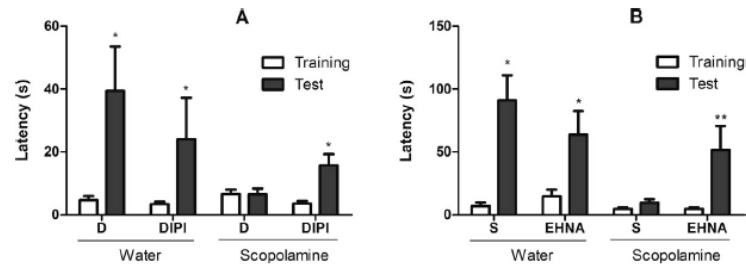 A
60
40
20
0
Latency (s)
Training
Test
*
*
*
D
DIPI
D
DIPI
Water
Scopolamine
B
150
100
50
0
Latency (s)
Training
Test
*
*
**
S
EHNA
S
EHNA
Water
Scopolamine